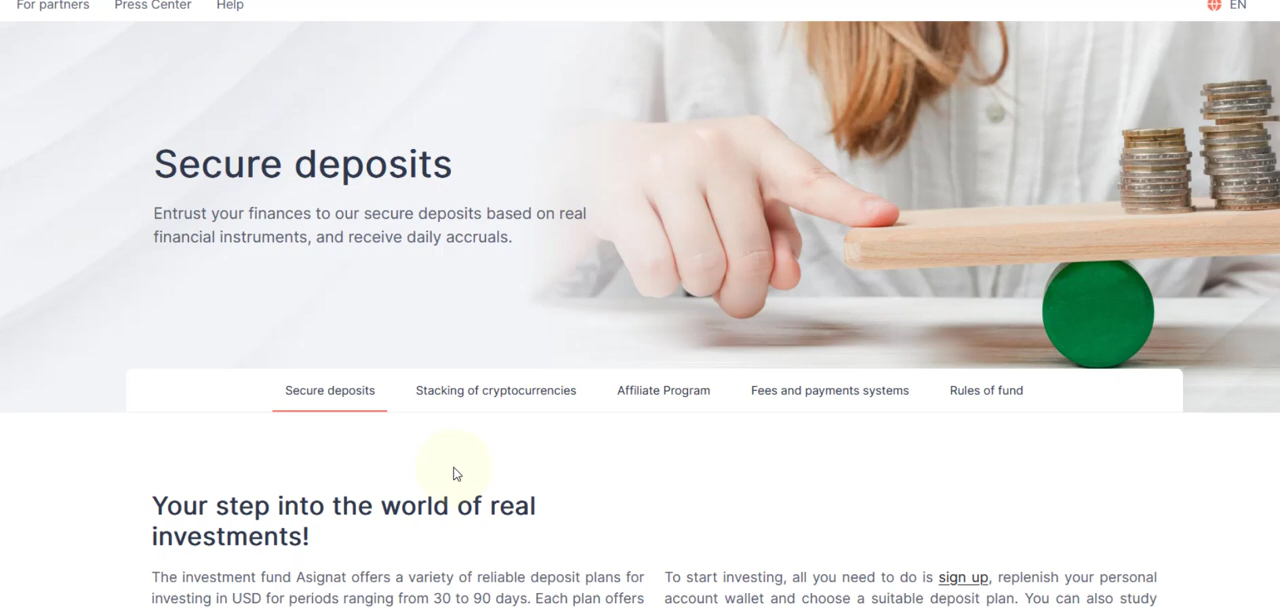 For partners Press Center Help EN
Secure deposits
Entrust your finances to our secure deposits based on real
financial instruments, and receive daily accruals.
Secure deposits Stacking of cryptocurrencies Affiliate Program Fees and payments systems Rules of fund
Your step into the world of real
investments!
The investment fund Asignat offers a variety of reliable deposit plans for
investing in USD for periods ranging from 30 to 90 days. Each plan offers
To start investing, all you need to do is sign up, replenish your personal
account wallet and choose a suitable deposit plan. You can also study